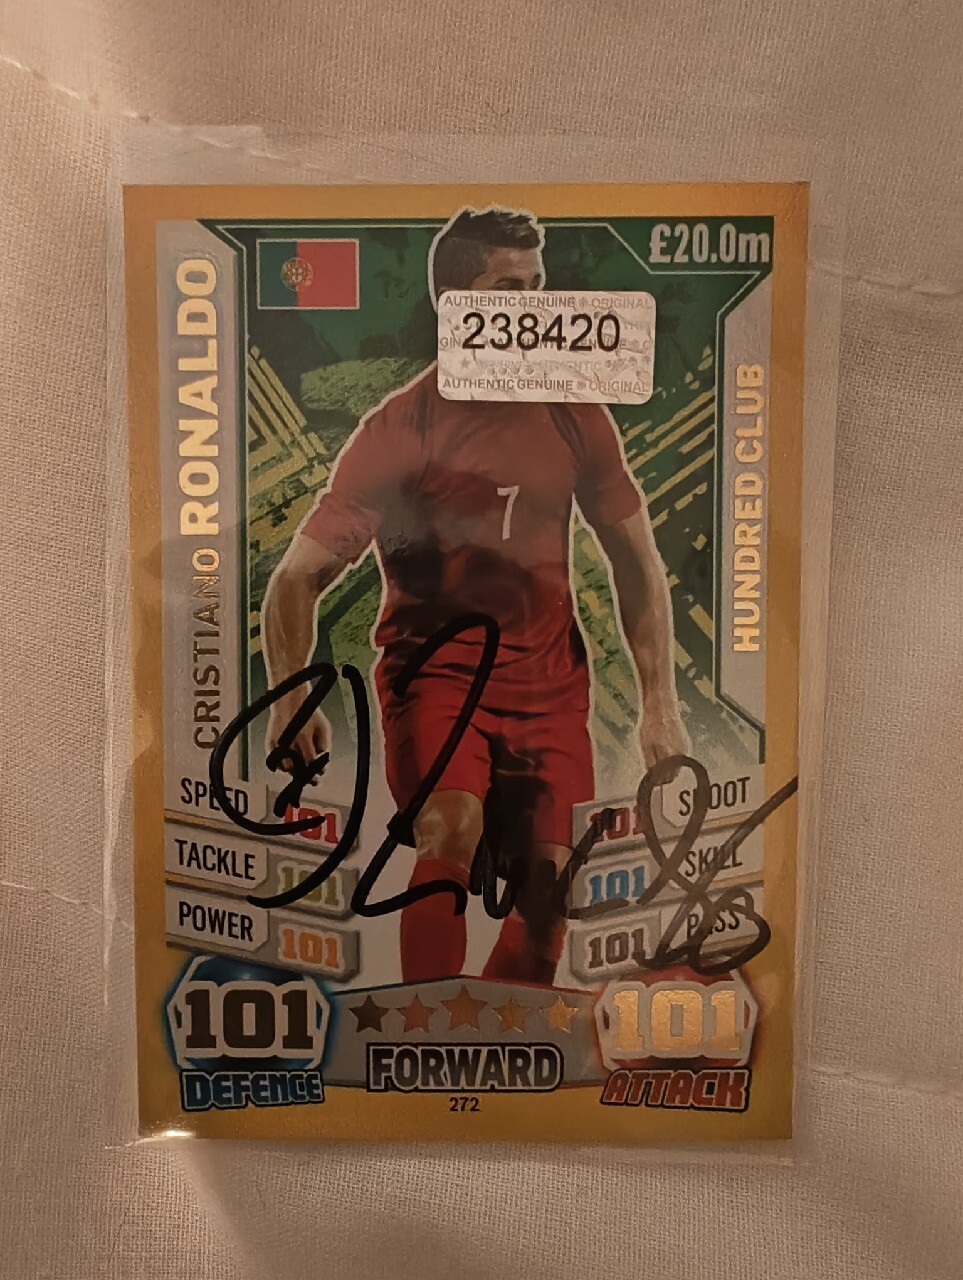 £20.0m
CRISTIANO RONALDO
AUTHENTIC GENUINE ORIGINAL
238420
AUTHENTIC GENUINE ORIGINAL
HUNDRED CLUB
7
SPEED 101
TACKLE 101
POWER 101
101 SHOOT
101 SKILL
101 PASS
101 DEFENCE
FORWARD
272
101 ATTACK